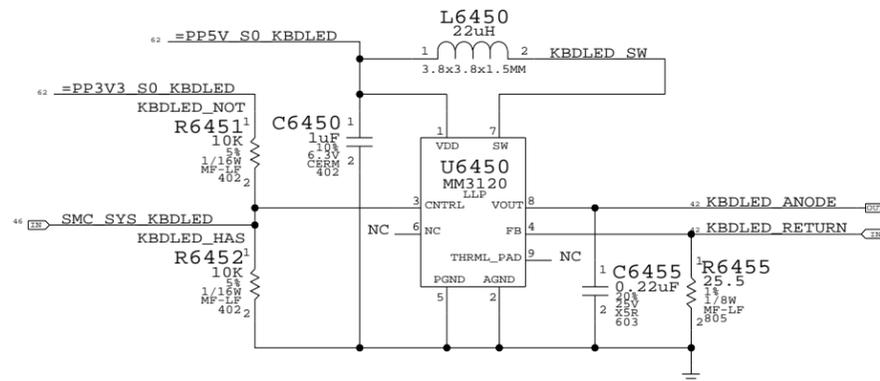 L6450
22uH
62 =PP5V_S0_KBDLED
1 2 KBDLED_SW
3.8x3.8x1.5MM
62 =PP3V3_S0_KBDLED
KBDLED_NOT
R6451 1
10K
5%
1/16W
MF-LF
402 2
C6450 1
1uF
10%
6.3V
CERM
402
2
1 7
VDD SW
U6450
MM3120
LLP
3 CNTRL VOUT 8
42 KBDLED_ANODE
OUT
46 IN SMC_SYS_KBDLED
NC 6 NC FB 4
KBDLED_RETURN
IN
KBDLED_HAS
R6452 1
10K
5%
1/16W
MF-LF
402 2
THRML_PAD 9 NC
PGND AGND
5 2
1 C6455
0.22uF
20%
25V
X5R
603
2
1 R6455
25.5
1%
1/8W
MF-LF
805
2